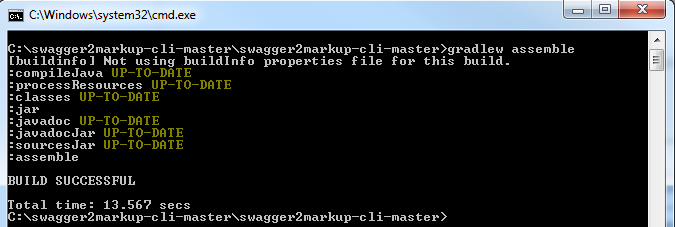 C:\Windows\system32\cmd.exe
C:\swagger2markup-cli-master\swagger2markup-cli-master>gradlew assemble
[buildinfo] Not using buildInfo properties file for this build.
:compileJava UP-TO-DATE
:processResources UP-TO-DATE
:classes UP-TO-DATE
:jar
:javadoc UP-TO-DATE
:javadocJar UP-TO-DATE
:sourcesJar UP-TO-DATE
:assemble
BUILD SUCCESSFUL
Total time: 13.567 secs
C:\swagger2markup-cli-master\swagger2markup-cli-master>